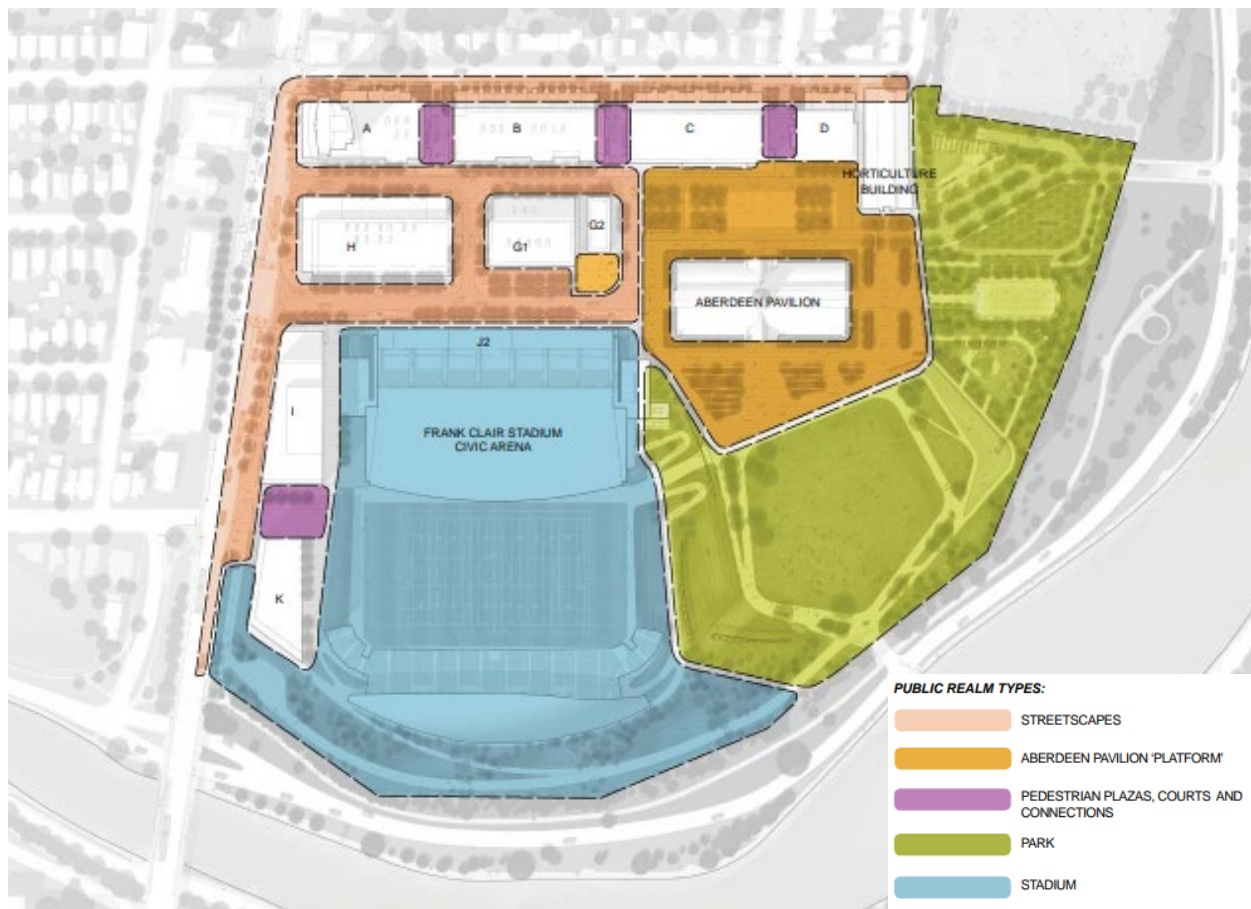 A
B
C
D
HORTICULTURE
BUILDING
H
G1
G2
ABERDEEN PAVILION
J2
I
FRANK CLAIR STADIUM
CIVIC ARENA
K
PUBLIC REALM TYPES:
STREETSCAPES
ABERDEEN PAVILION ‘PLATFORM’
PEDESTRIAN PLAZAS, COURTS AND
CONNECTIONS
PARK
STADIUM